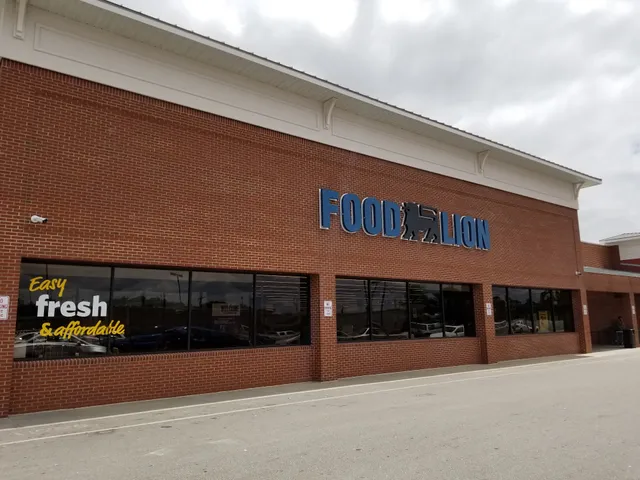 FOOD LION
Easy
fresh
& affordable